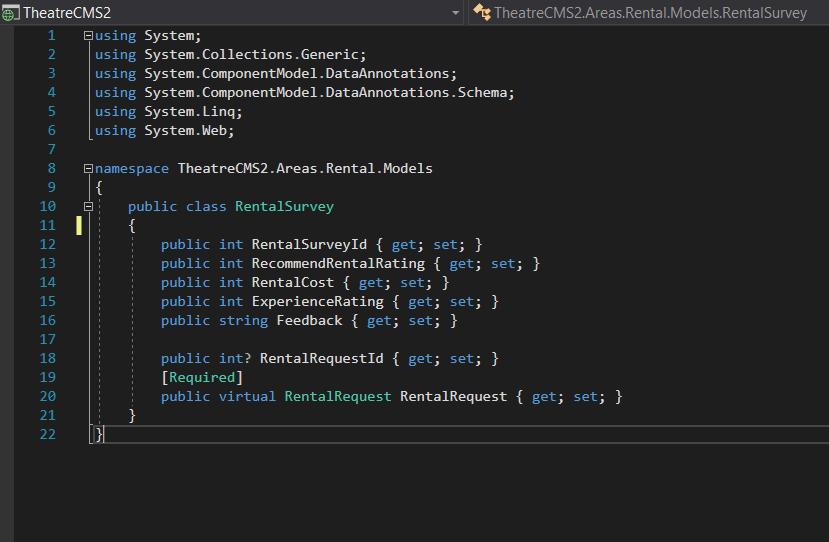 TheatreCMS2 TheatreCMS2.Areas.Rental.Models.RentalSurvey
1 using System;
2 using System.Collections.Generic;
3 using System.ComponentModel.DataAnnotations;
4 using System.ComponentModel.DataAnnotations.Schema;
5 using System.Linq;
6 using System.Web;
7
8 namespace TheatreCMS2.Areas.Rental.Models
9 {
10 public class RentalSurvey
11 {
12 public int RentalSurveyId { get; set; }
13 public int RecommendRentalRating { get; set; }
14 public int RentalCost { get; set; }
15 public int ExperienceRating { get; set; }
16 public string Feedback { get; set; }
17
18 public int? RentalRequestId { get; set; }
19 [Required]
20 public virtual RentalRequest RentalRequest { get; set; }
21 }
22 }